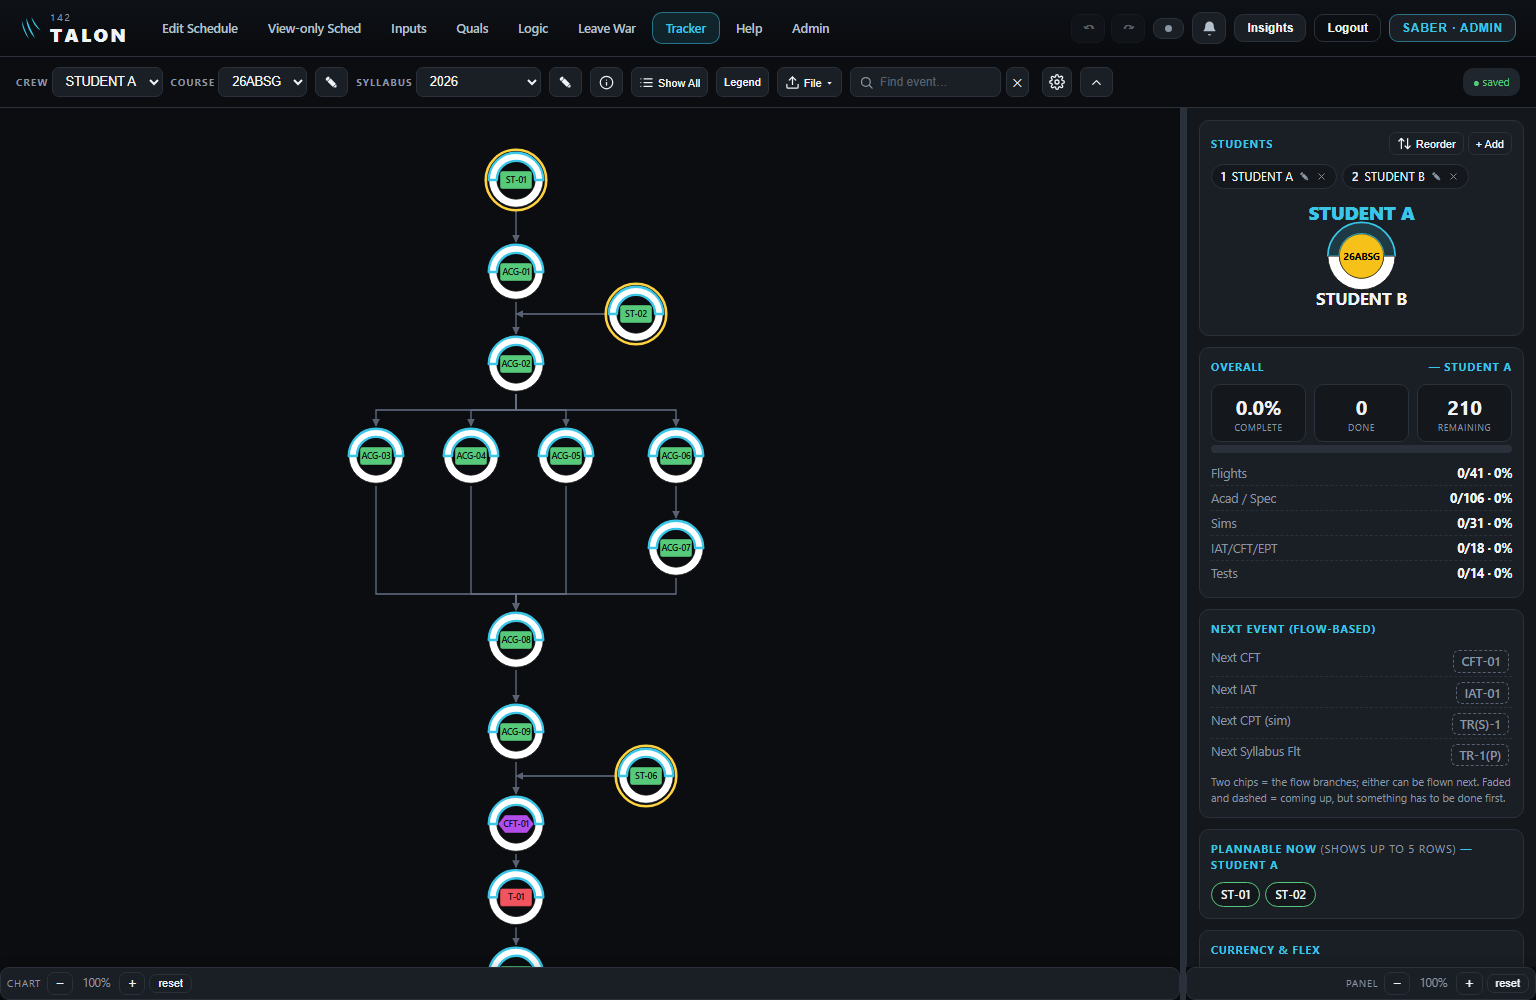 142
TALON
Edit Schedule
View-only Sched
Inputs
Quals
Logic
Leave War
Tracker
Help
Admin
Insights
Logout
SABER · ADMIN
CREW
STUDENT A
COURSE
26ABSG
SYLLABUS
2026
Show All
Legend
File
Find event...
saved
ST-01
ACG-01
ST-02
ACG-02
ACG-03
ACG-04
ACG-05
ACG-06
ACG-07
ACG-08
ACG-09
ST-06
CFT-01
T-01
CHART
−
100%
+
reset
STUDENTS
Reorder
+ Add
1 STUDENT A
2 STUDENT B
STUDENT A
26ABSG
STUDENT B
OVERALL
— STUDENT A
0.0%
COMPLETE
0
DONE
210
REMAINING
Flights
0/41 · 0%
Acad / Spec
0/106 · 0%
Sims
0/31 · 0%
IAT/CFT/EPT
0/18 · 0%
Tests
0/14 · 0%
NEXT EVENT (FLOW-BASED)
Next CFT
CFT-01
Next IAT
IAT-01
Next CPT (sim)
TR(S)-1
Next Syllabus Flt
TR-1(P)
Two chips = the flow branches; either can be flown next. Faded
and dashed = coming up, but something has to be done first.
PLANNABLE NOW (SHOWS UP TO 5 ROWS) —
STUDENT A
ST-01
ST-02
CURRENCY & FLEX
PANEL
−
100%
+
reset